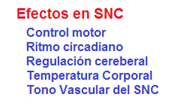 Efectos en SNC
Control motor
Ritmo circadiano
Regulación cereberal
Temperatura Corporal
Tono Vascular del SNC